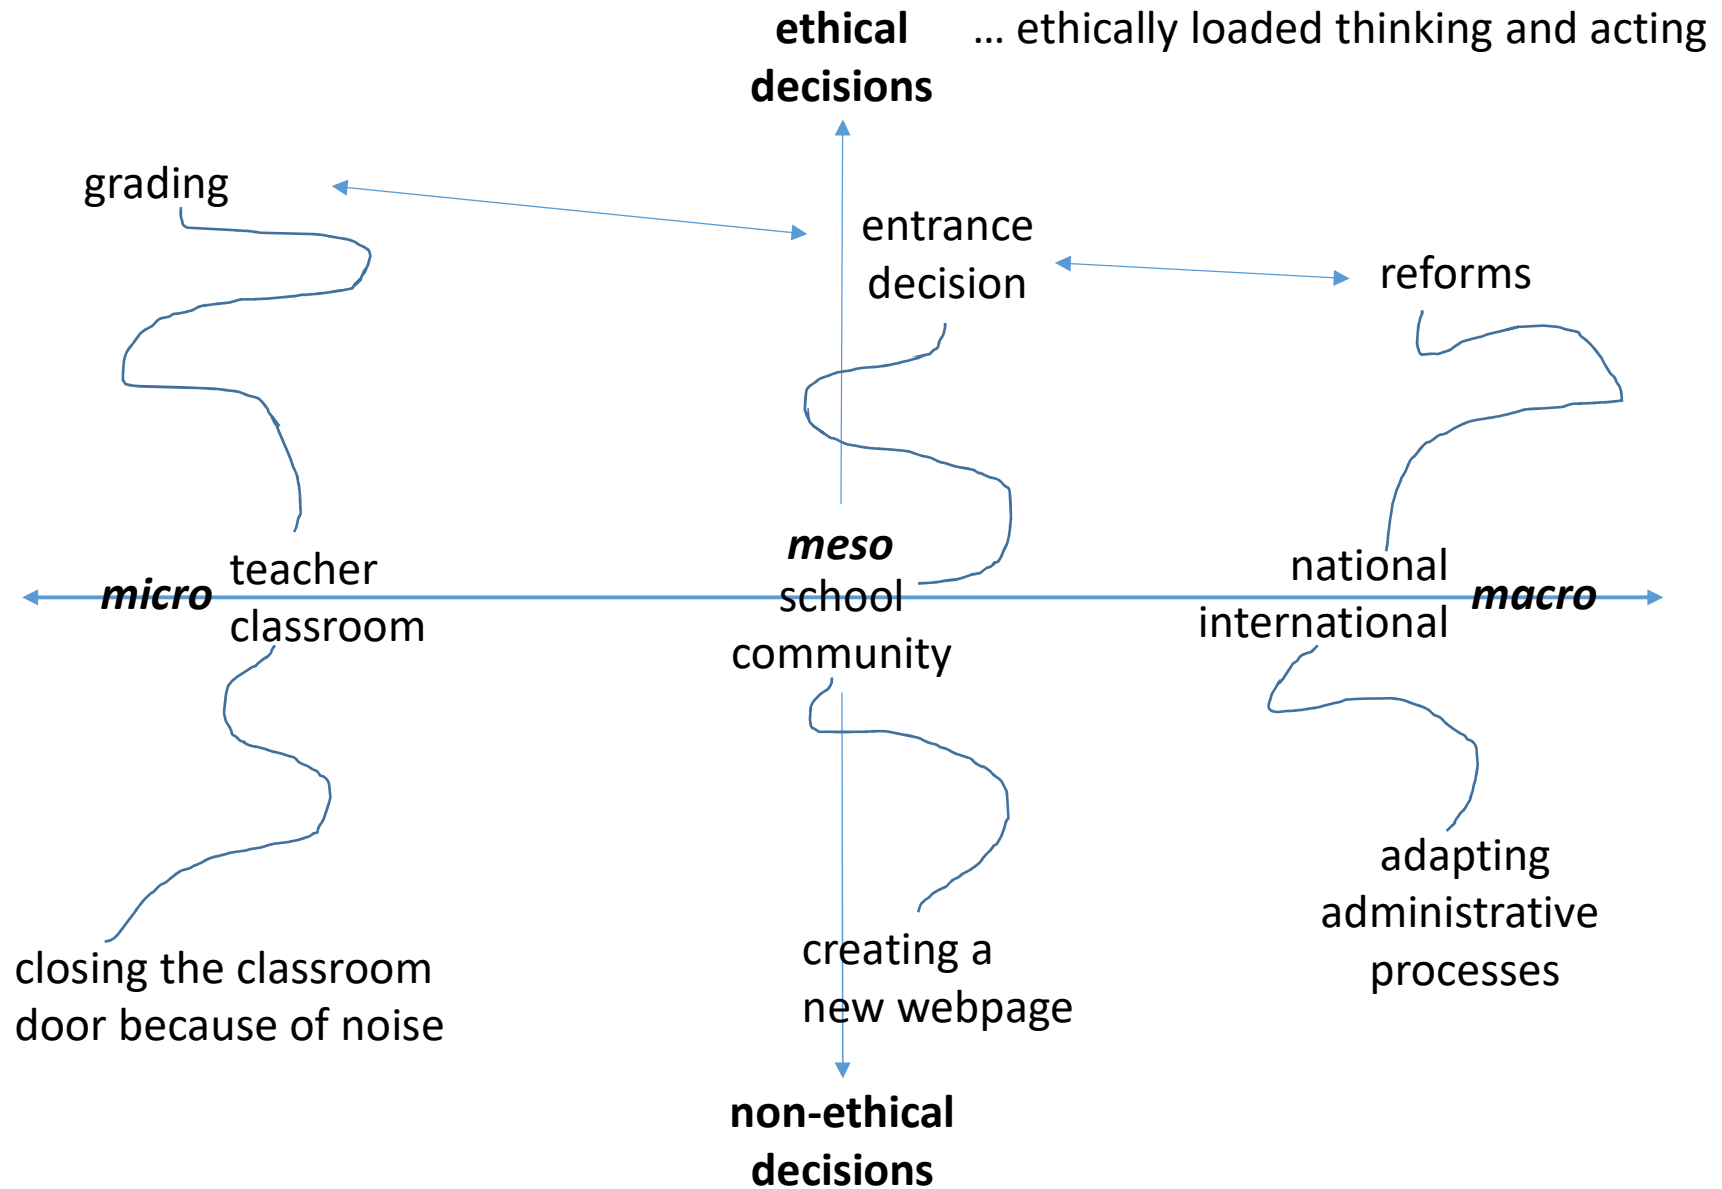 ethical
decisions
... ethically loaded thinking and acting
grading
entrance
decision
reforms
micro
teacher
classroom
meso
school
community
national
international
macro
closing the classroom
door because of noise
creating a
new webpage
adapting
administrative
processes
non-ethical
decisions